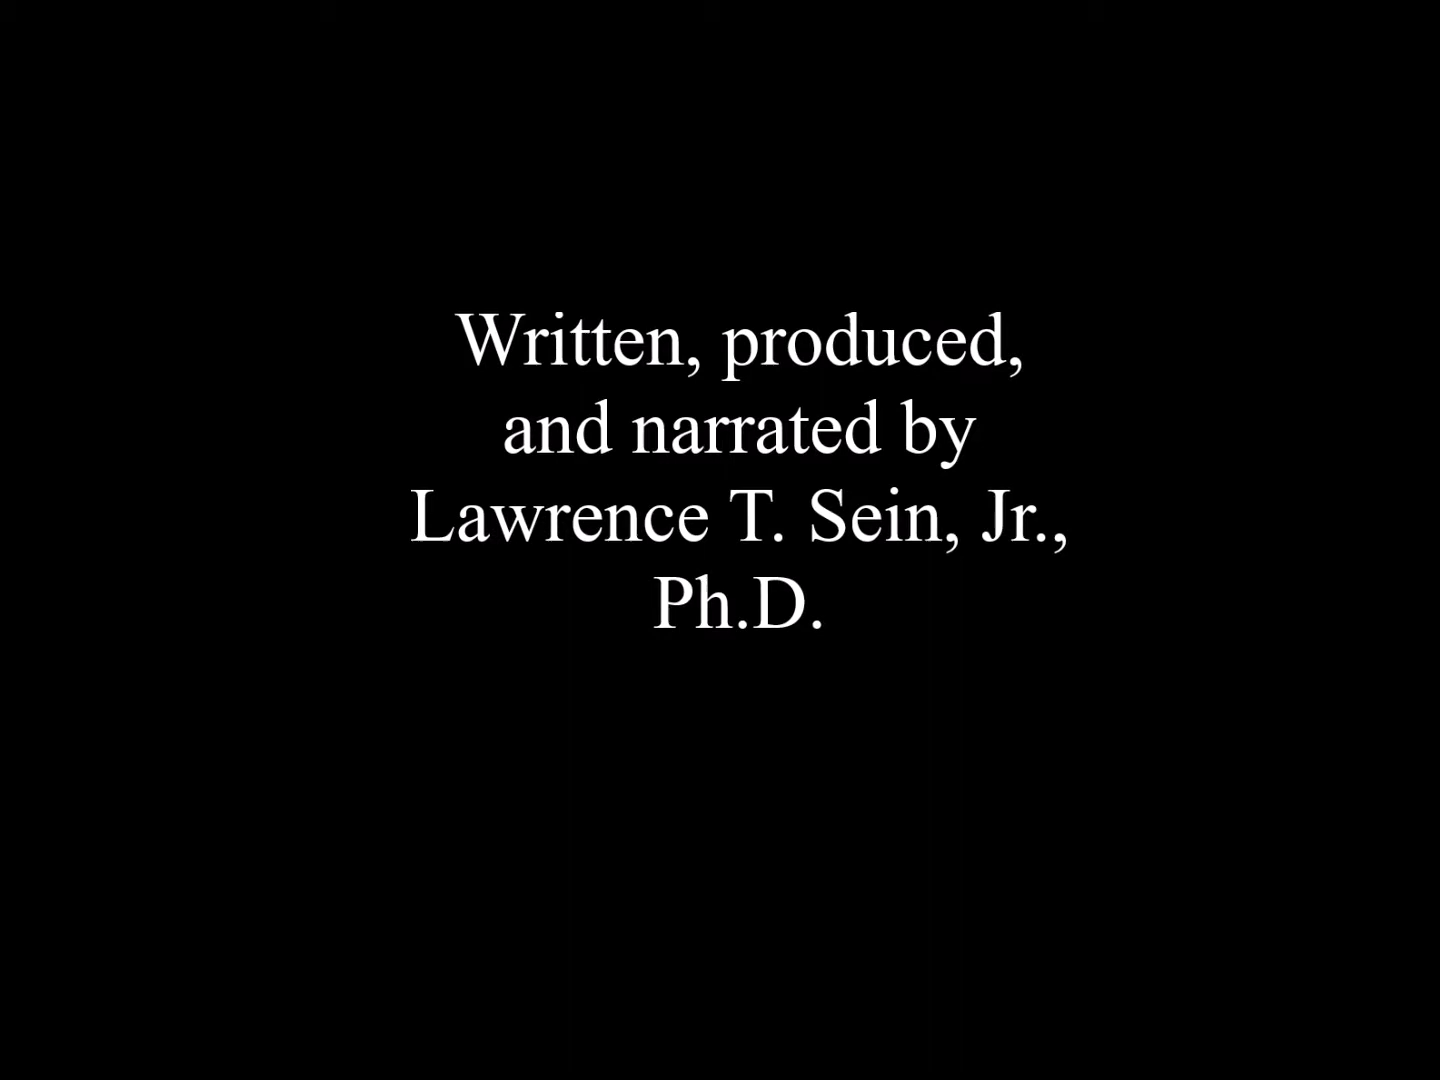 Written, produced,
and narrated by
Lawrence T. Sein, Jr.,
Ph.D.